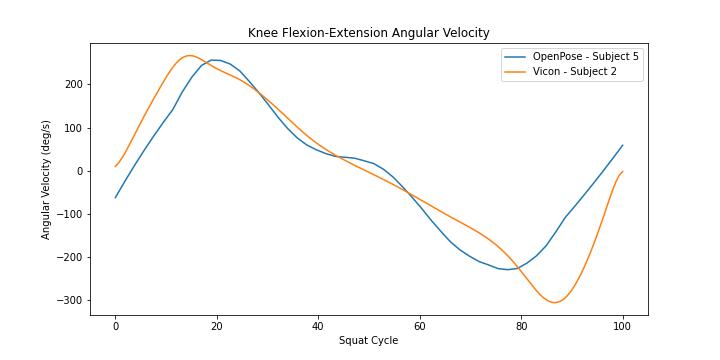 Knee Flexion-Extension Angular Velocity
OpenPose - Subject 5
Vicon - Subject 2
Angular Velocity (deg/s)
200
100
0
−100
−200
−300
0
20
40
60
80
100
Squat Cycle